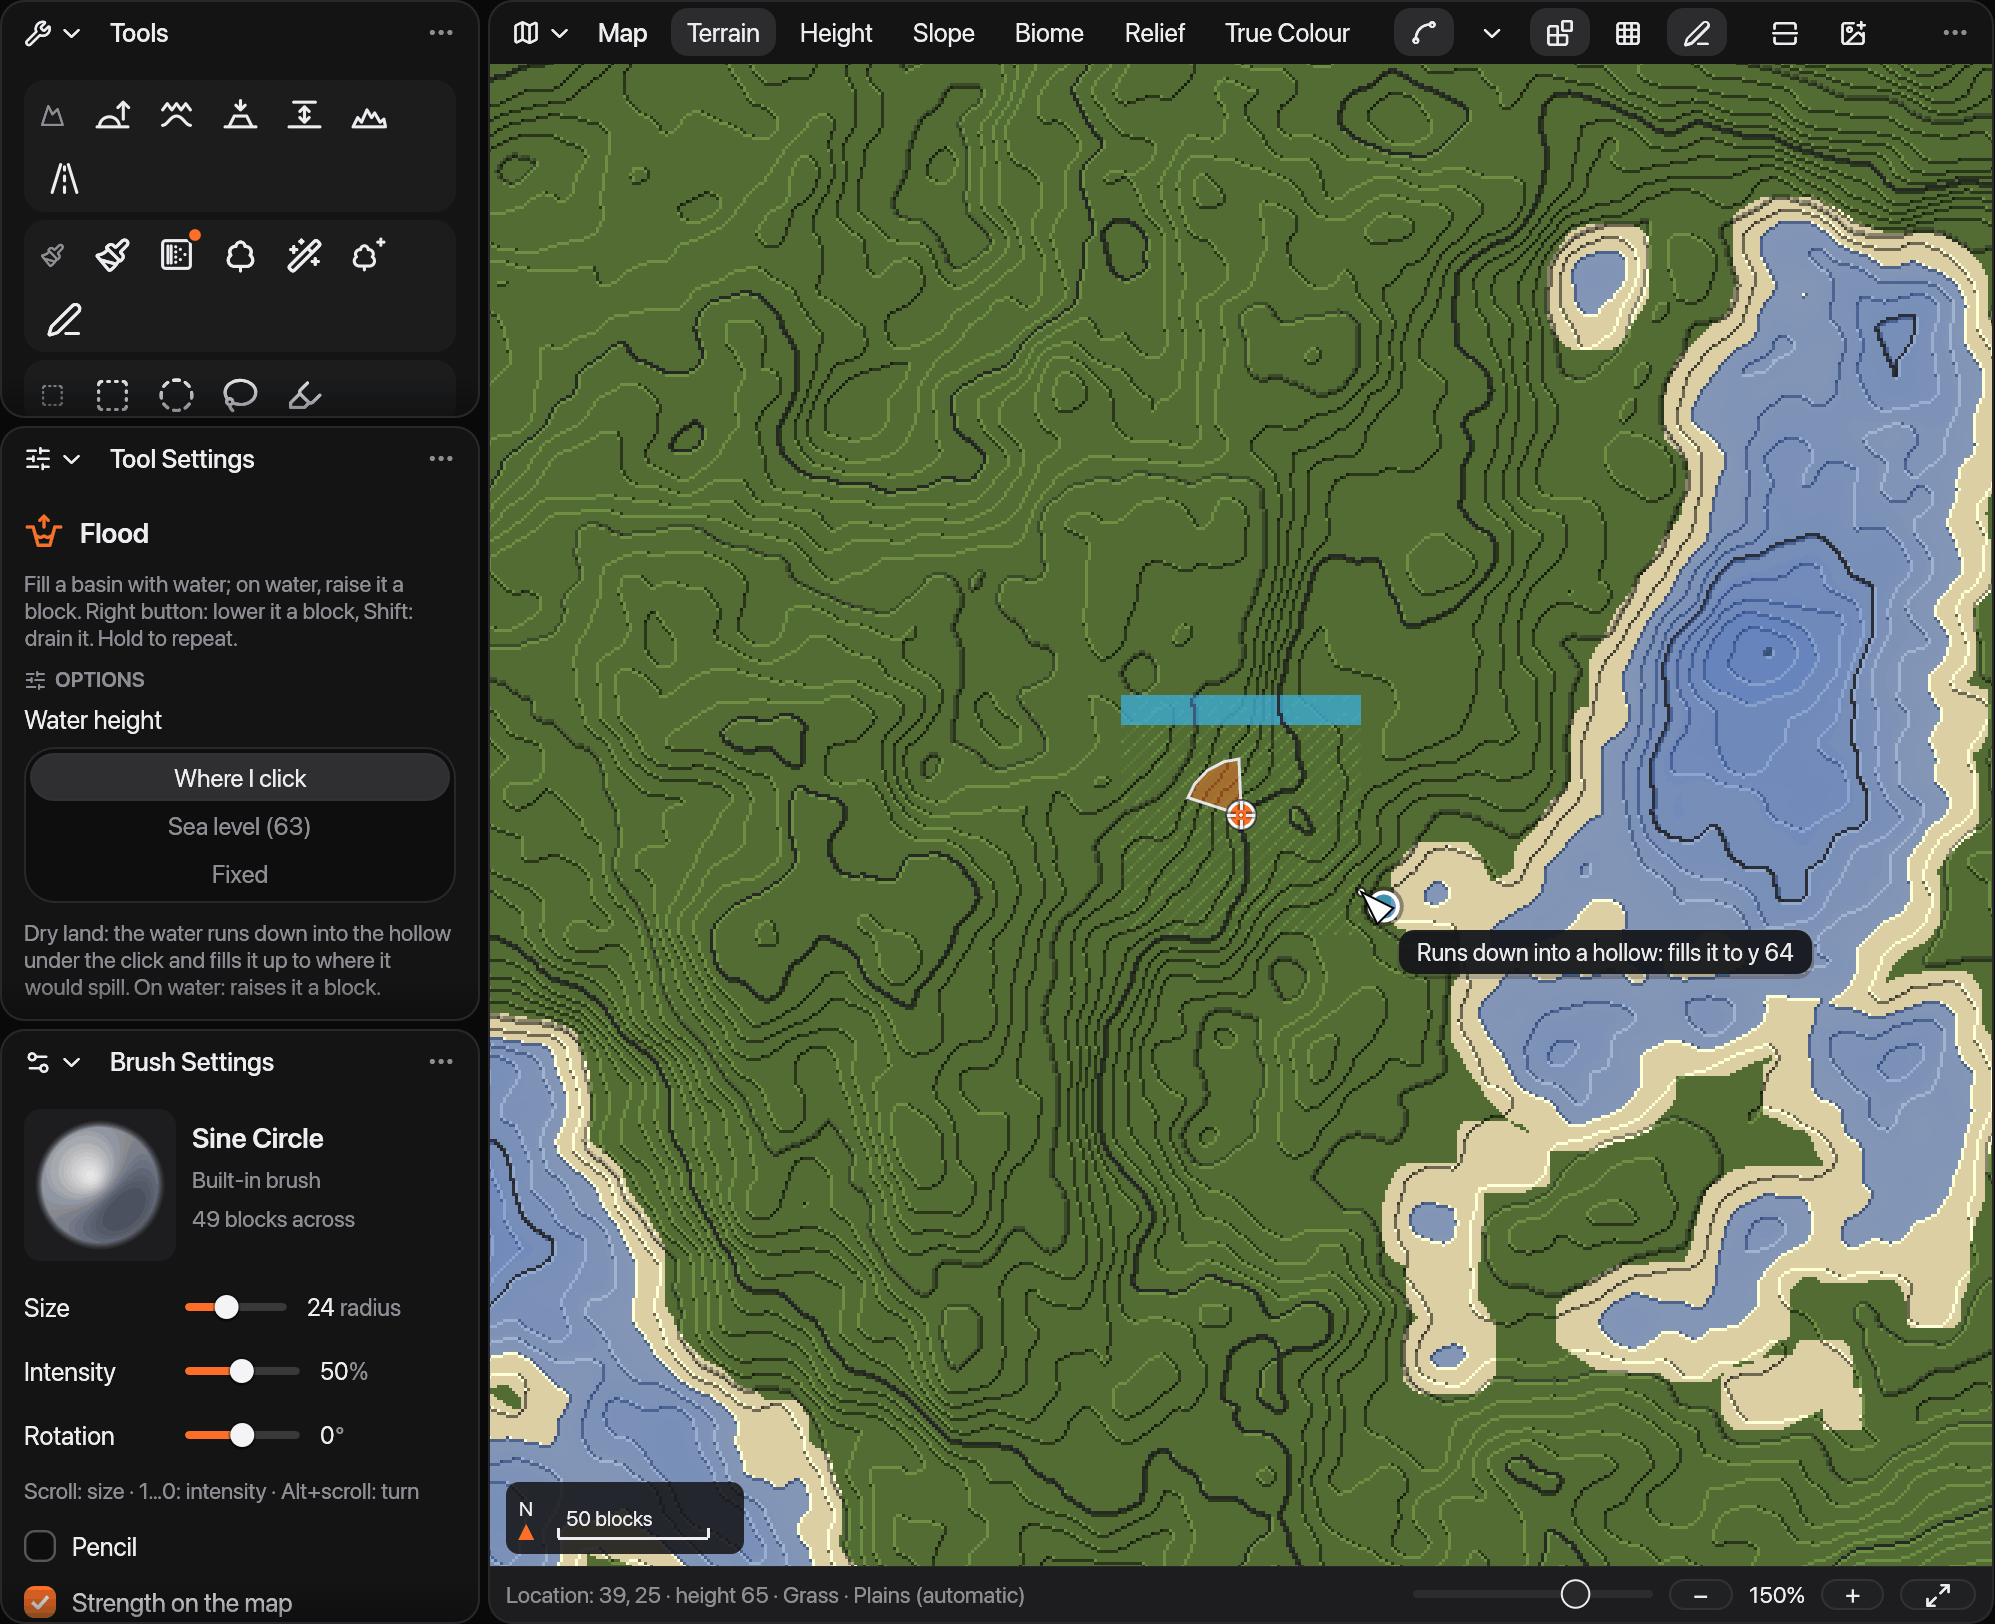 Tools
Map
Terrain
Height
Slope
Biome
Relief
True Colour
Tool Settings
Flood
Fill a basin with water; on water, raise it a
block. Right button: lower it a block, Shift:
drain it. Hold to repeat.
OPTIONS
Water height
Where I click
Sea level (63)
Fixed
Dry land: the water runs down into the hollow
under the click and fills it up to where it
would spill. On water: raises it a block.
Brush Settings
Sine Circle
Built-in brush
49 blocks across
Size
24 radius
Intensity
50%
Rotation
0°
Scroll: size · 1...0: intensity · Alt+scroll: turn
Pencil
Strength on the map
Runs down into a hollow: fills it to y 64
N
50 blocks
Location: 39, 25 · height 65 · Grass · Plains (automatic)
150%